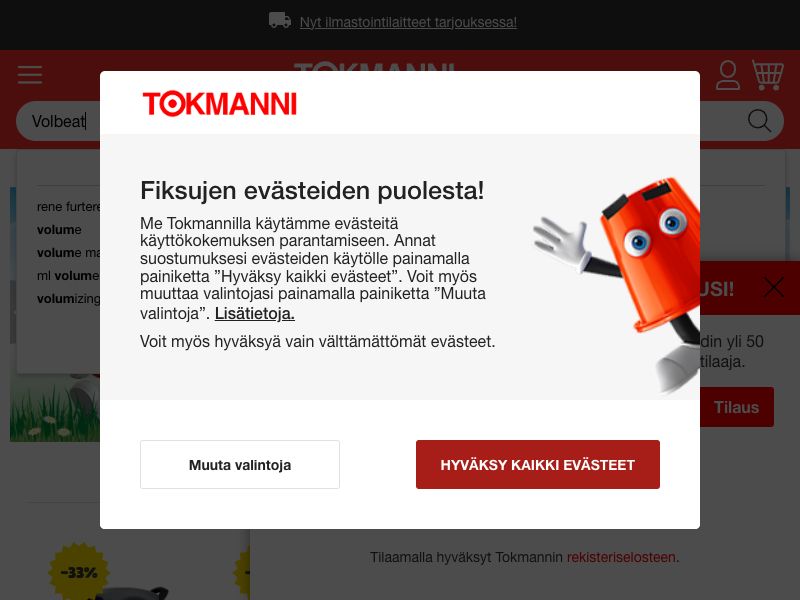 Nyt ilmastointilaitteet tarjouksessa!
TOKMANNI
Volbeat
TOKMANNI
rene furtere
volume
volume ma
ml volume
volumizing
Fiksujen evästeiden puolesta!
Me Tokmannilla käytämme evästeitä
käyttökokemuksen parantamiseen. Annat
suostumuksesi evästeiden käytölle painamalla
painiketta ”Hyväksy kaikki evästeet”. Voit myös
muuttaa valintojasi painamalla painiketta ”Muuta
valintoja”. Lisätietoja.
Voit myös hyväksyä vain välttämättömät evästeet.
USI!
din yli 50
tilaaja.
Tilaus
Muuta valintoja
HYVÄKSY KAIKKI EVÄSTEET
Tilaamalla hyväksyt Tokmannin rekisteriselosteen.
-33%